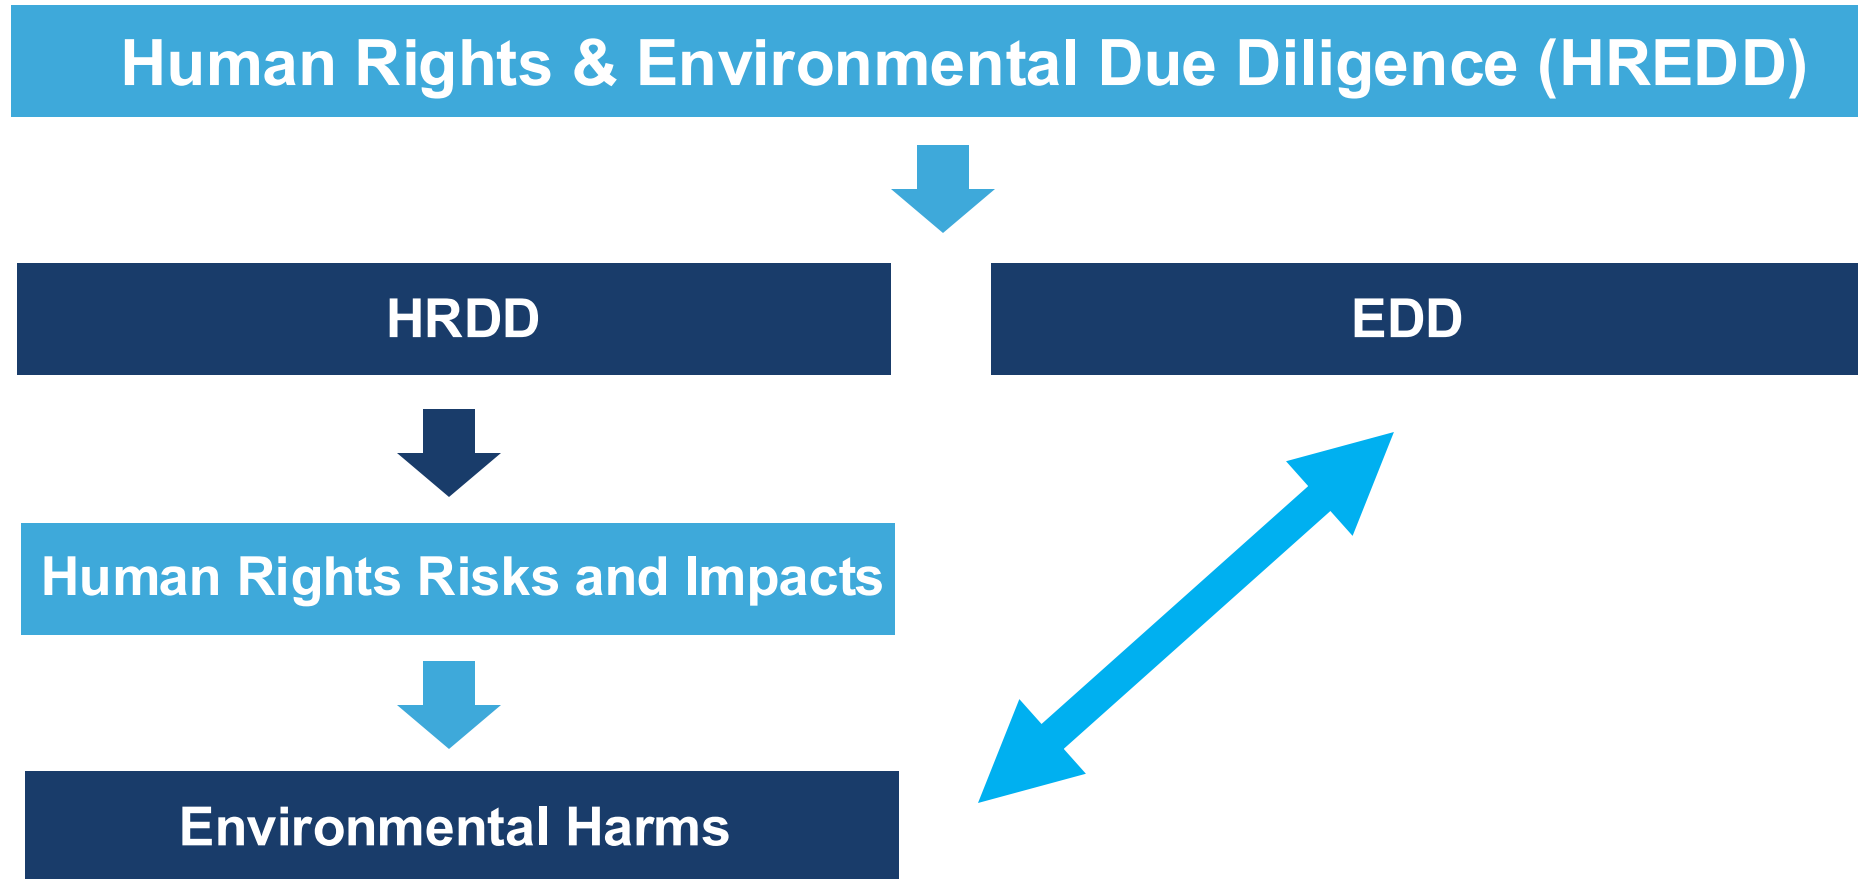 Human Rights & Environmental Due Diligence (HREDD)
HRDD
EDD
Human Rights Risks and Impacts
Environmental Harms